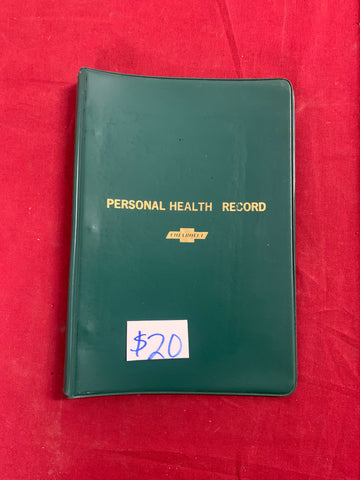 PERSONAL HEALTH RECORD
CHEVROLET
$20